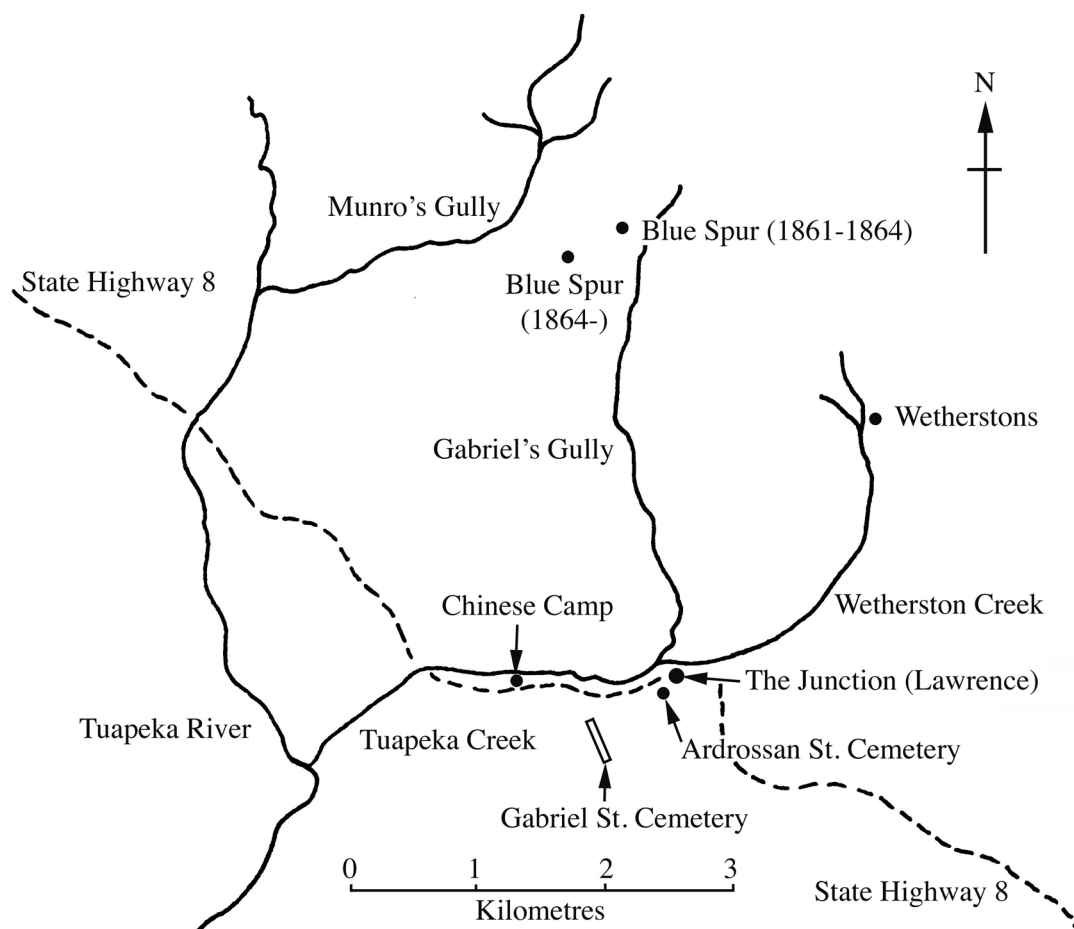 N
Munro's Gully
Blue Spur (1861-1864)
State Highway 8
Blue Spur
(1864-)
Wetherstons
Gabriel's Gully
Chinese Camp
Wetherston Creek
The Junction (Lawrence)
Tuapeka River
Tuapeka Creek
Ardrossan St. Cemetery
Gabriel St. Cemetery
0 1 2 3
Kilometres
State Highway 8